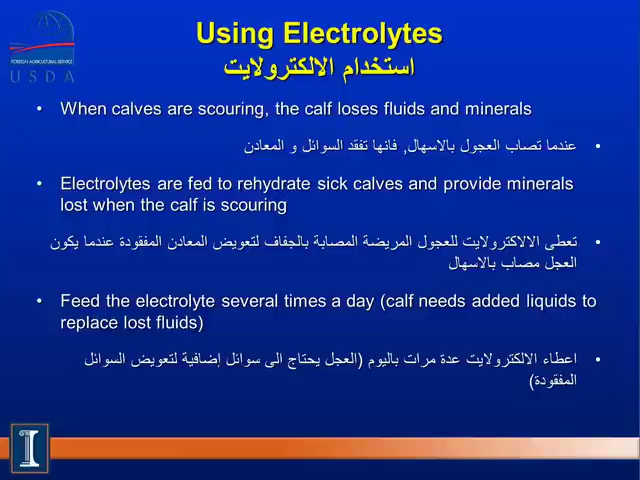 FOREIGN AGRICULTURAL SERVICE
USDA
Using Electrolytes
استخدام الالكترولايت
• When calves are scouring, the calf loses fluids and minerals
• عندما تصاب العجول بالاسهال, فانها تفقد السوائل و المعادن
• Electrolytes are fed to rehydrate sick calves and provide minerals
lost when the calf is scouring
• تعطى الالكترولايت للعجول المريضة المصابة بالجفاف لتعويض المعادن المفقودة عندما يكون
العجل مصاب بالاسهال
• Feed the electrolyte several times a day (calf needs added liquids to
replace lost fluids)
• اعطاء الالكترولايت عدة مرات باليوم (العجل يحتاج الى سوائل إضافية لتعويض السوائل
المفقودة)
I